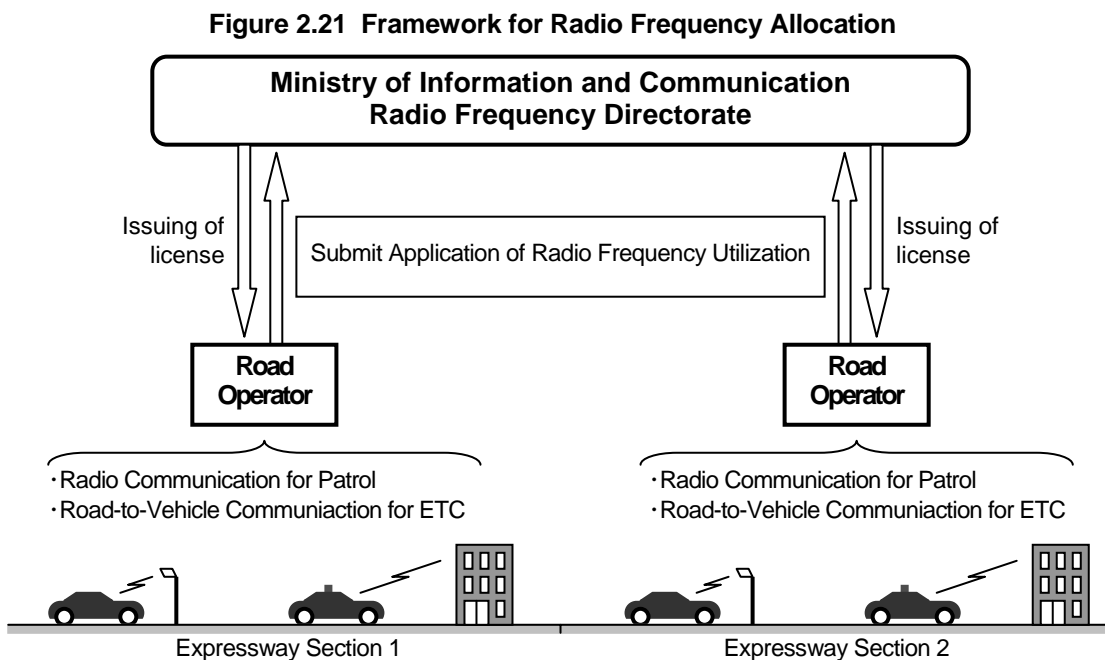 Figure 2.21 Framework for Radio Frequency Allocation
Ministry of Information and Communication
Radio Frequency Directorate
Issuing of
license
Submit Application of Radio Frequency Utilization
Issuing of
license
Road
Operator
Road
Operator
・Radio Communication for Patrol
・Road-to-Vehicle Communiaction for ETC
・Radio Communication for Patrol
・Road-to-Vehicle Communiaction for ETC
Expressway Section 1
Expressway Section 2